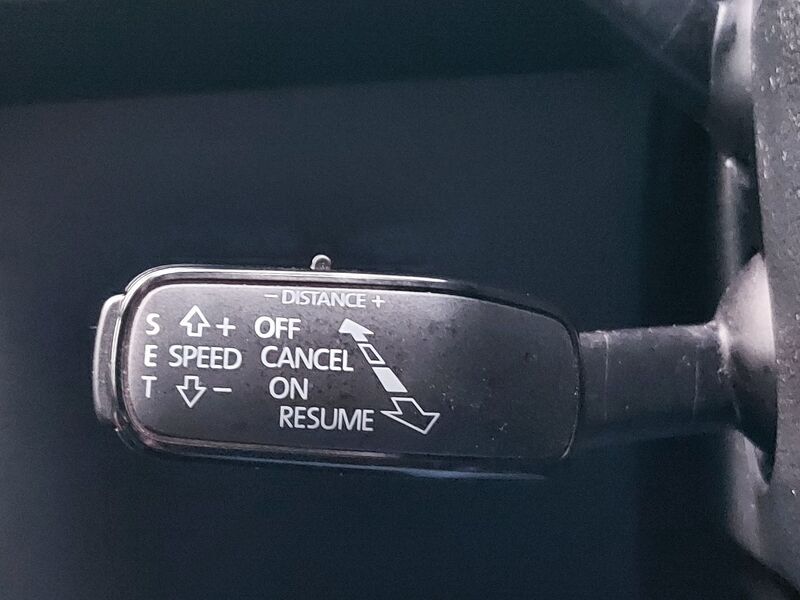 – DISTANCE +
S + OFF
E SPEED CANCEL
T – ON
RESUME